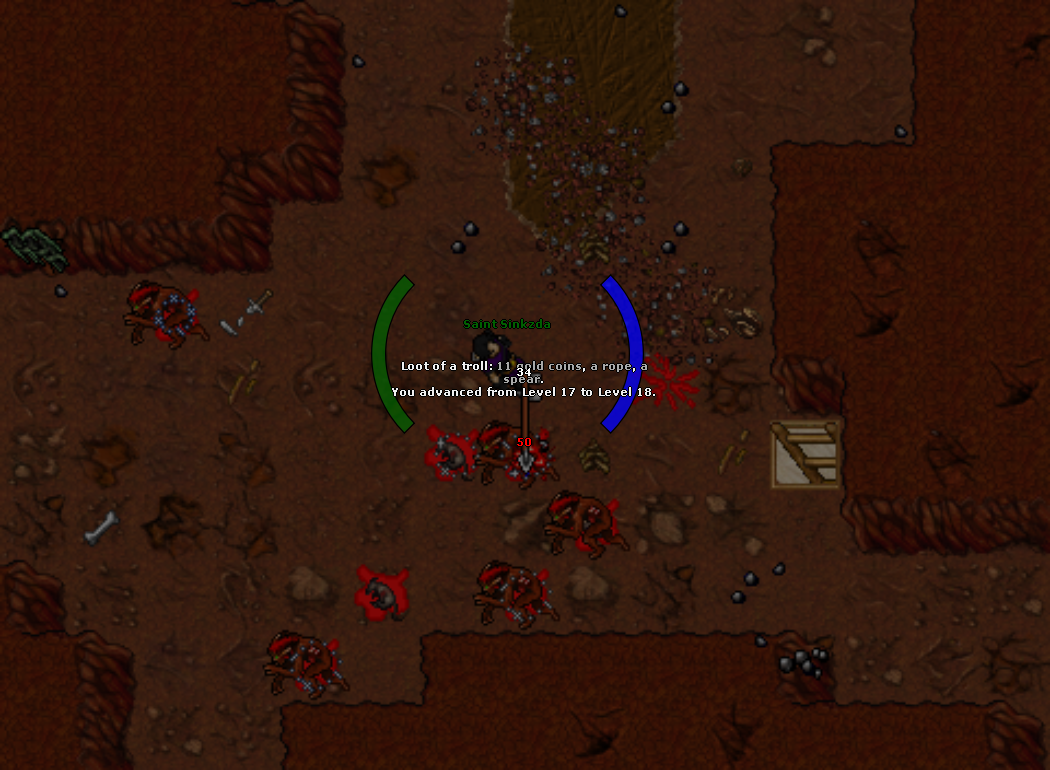 Saint Sinkzda
Loot of a troll: 11 gold coins, a rope, a
34
spear.
You advanced from Level 17 to Level 18.
50